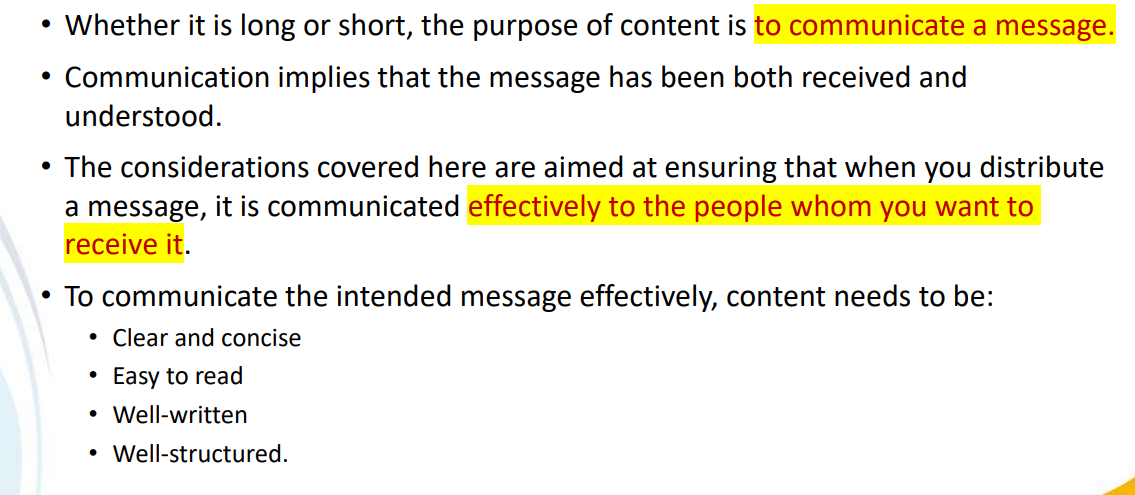 • Whether it is long or short, the purpose of content is to communicate a message.
• Communication implies that the message has been both received and
understood.
• The considerations covered here are aimed at ensuring that when you distribute
a message, it is communicated effectively to the people whom you want to
receive it.
• To communicate the intended message effectively, content needs to be:
• Clear and concise
• Easy to read
• Well-written
• Well-structured.